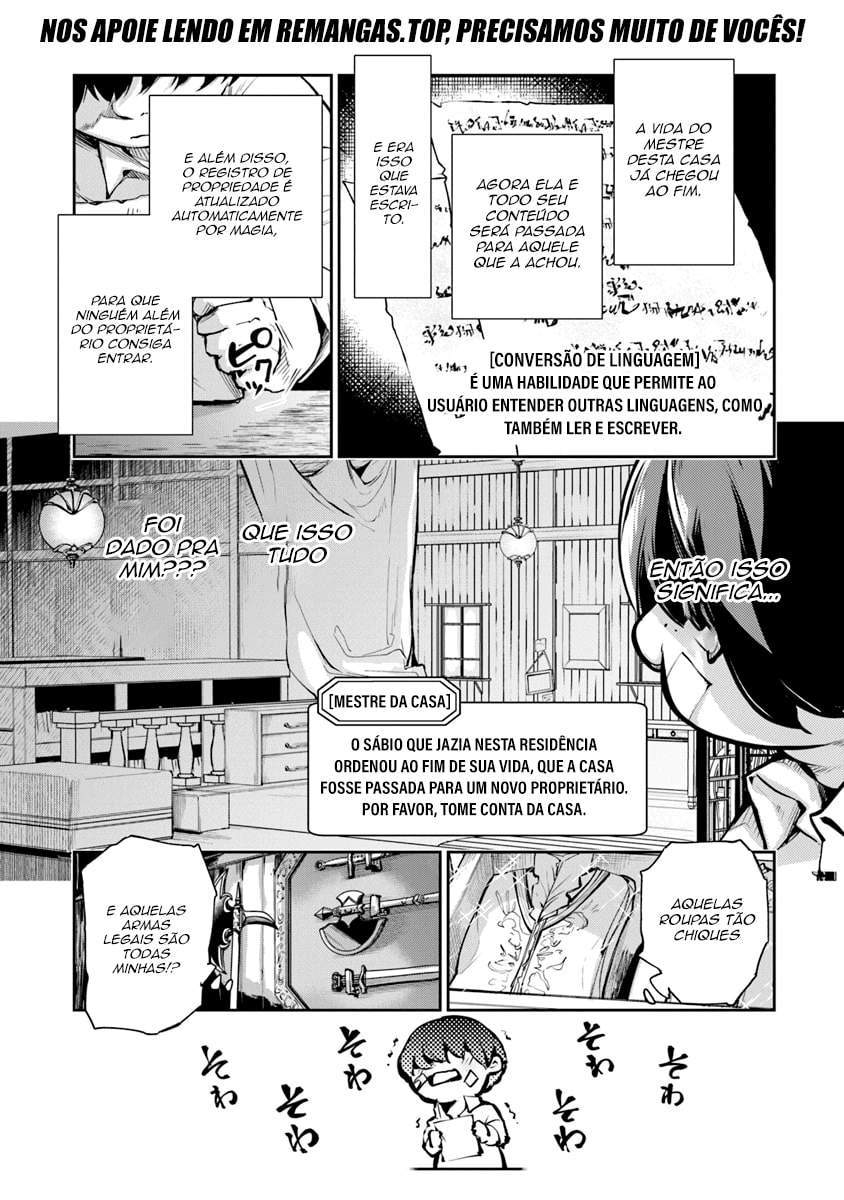 NOS APOIE LENDO EM REMANGAS.TOP, PRECISAMOS MUITO DE VOCÊS!
A VIDA DO
MESTRE
DESTA CASA
JÁ CHEGOU
AO FIM.
AGORA ELA E
TODO SEU
CONTEÚDO
SERÁ PASSADA
PARA AQUELE
QUE A ACHOU.
E ERA
ISSO
QUE
ESTAVA
ESCRI-
TO.
[CONVERSÃO DE LINGUAGEM]
É UMA HABILIDADE QUE PERMITE AO
USUÁRIO ENTENDER OUTRAS LINGUAGENS, COMO
TAMBÉM LER E ESCREVER.
E ALÉM DISSO,
O REGISTRO DE
PROPRIEDADE É
ATUALIZADO
AUTOMATICAMENTE
POR MAGIA,
PARA QUE
NINGUÉM ALÉM
DO PROPRIETÁ-
RIO CONSIGA
ENTRAR.
ピクッ
ENTÃO ISSO
SIGNIFICA...
QUE ISSO
TUDO
FOI
DADO PRA
MIM???
[MESTRE DA CASA]
O SÁBIO QUE JAZIA NESTA RESIDÊNCIA
ORDENOU AO FIM DE SUA VIDA, QUE A CASA
FOSSE PASSADA PARA UM NOVO PROPRIETÁRIO.
POR FAVOR, TOME CONTA DA CASA.
AQUELAS
ROUPAS TÃO
CHIQUES
E AQUELAS
ARMAS
LEGAIS SÃO
TODAS
MINHAS!?
そわ
そわ
そわ
そわ
そわ
そわ